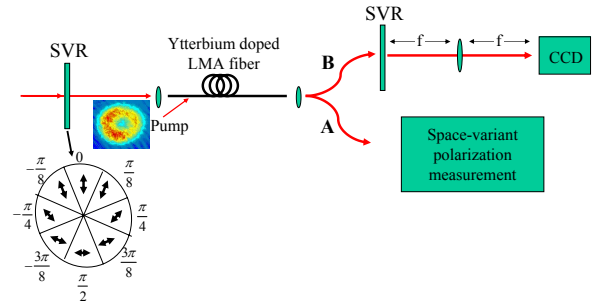 SVR
Ytterbium doped
LMA fiber
SVR
B
f
f
CCD
Pump
A
Space-variant
polarization
measurement
0
-π/8
π/8
-π/4
π/4
-3π/8
3π/8
π/2